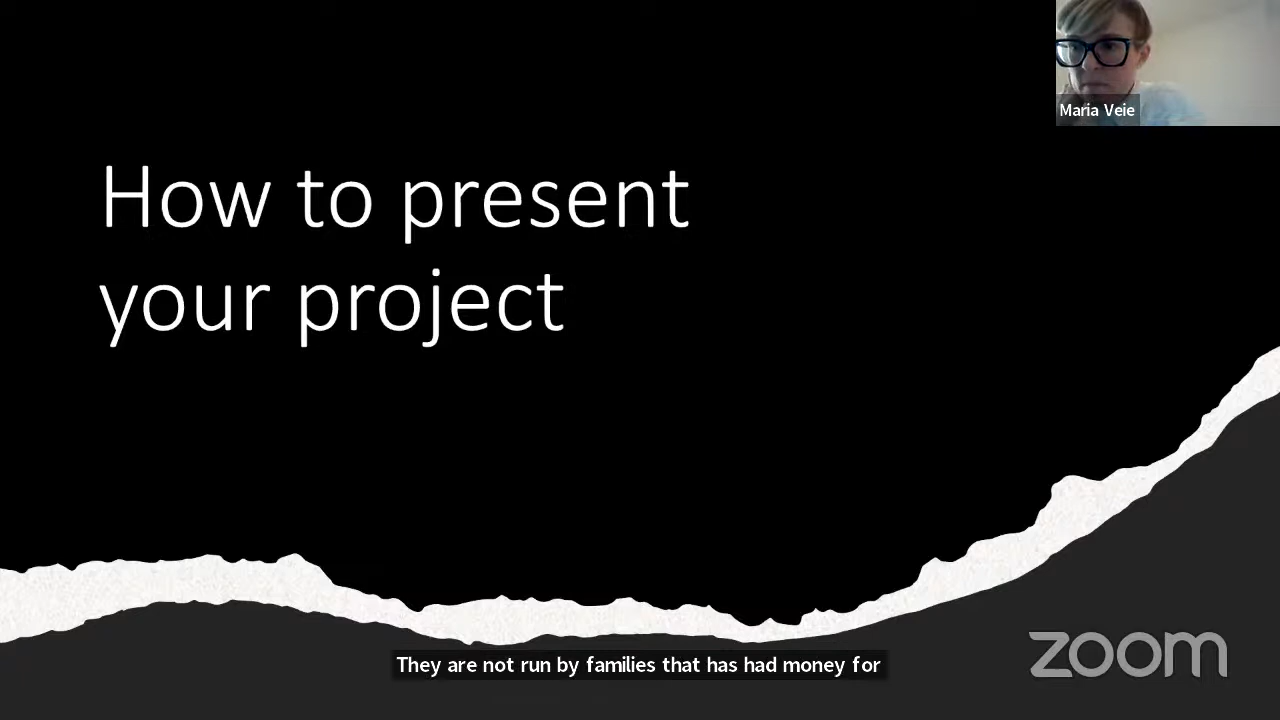 Maria Veie
How to present
your project
They are not run by families that has had money for
zoom